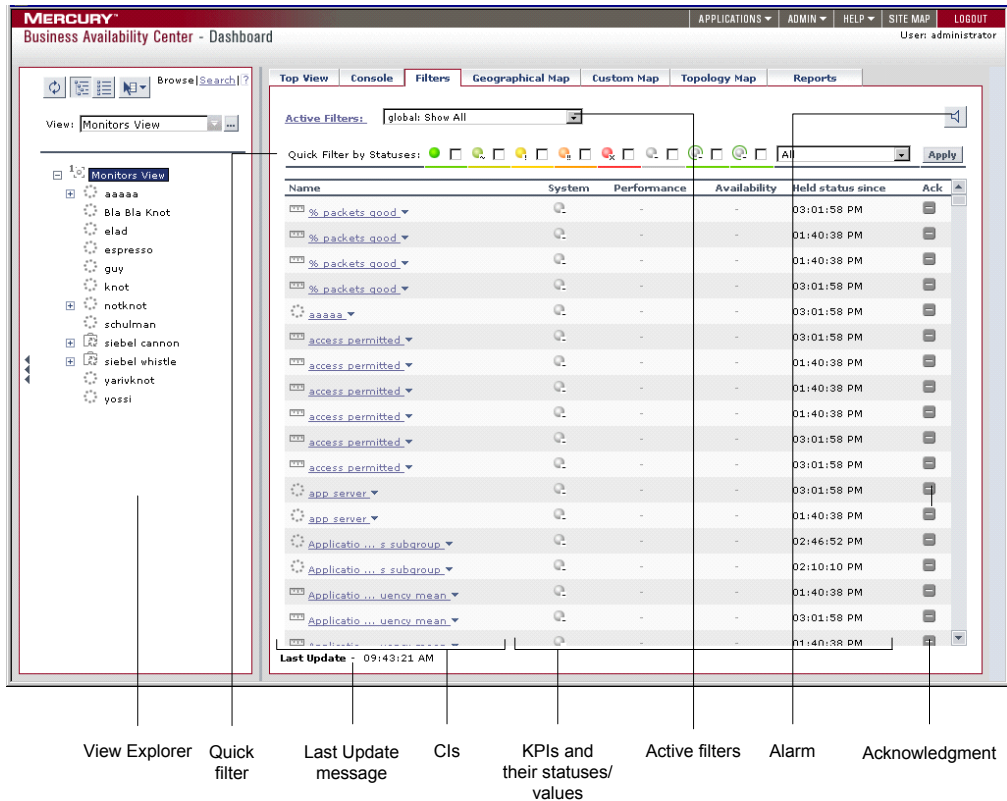 MERCURY™
APPLICATIONS ADMIN HELP SITE MAP LOGOUT
Business Availability Center - Dashboard
User: administrator
Browse|Search|?
View: Monitors View ...
Monitors View
aaaaa
Bla Bla Knot
elad
espresso
guy
knot
notknot
schulman
siebel cannon
siebel whistle
yarivknot
yossi
Top View Console Filters Geographical Map Custom Map Topology Map Reports
Active Filters: global: Show All
Quick Filter by Statuses: All Apply
Name System Performance Availability Held status since Ack
% packets good - - 03:01:58 PM
% packets good - - 01:40:38 PM
% packets good - - 01:40:38 PM
% packets good - - 03:01:58 PM
aaaaa - - 03:01:58 PM
access permitted - - 03:01:58 PM
access permitted - - 01:40:38 PM
access permitted - - 01:40:38 PM
access permitted - - 01:40:38 PM
access permitted - - 03:01:58 PM
access permitted - - 03:01:58 PM
app server - - 03:01:58 PM
app server - - 01:40:38 PM
Applicatio ... s subgroup - - 02:46:52 PM
Applicatio ... s subgroup - - 02:10:10 PM
Applicatio ... uency mean - - 01:40:38 PM
Applicatio ... uency mean - - 03:01:58 PM
Applicatio ... uency mean - - 01:40:38 PM
Last Update - 09:43:21 AM
View Explorer
Quick
filter
Last Update
message
CIs
KPIs and
their statuses/
values
Active filters
Alarm
Acknowledgment